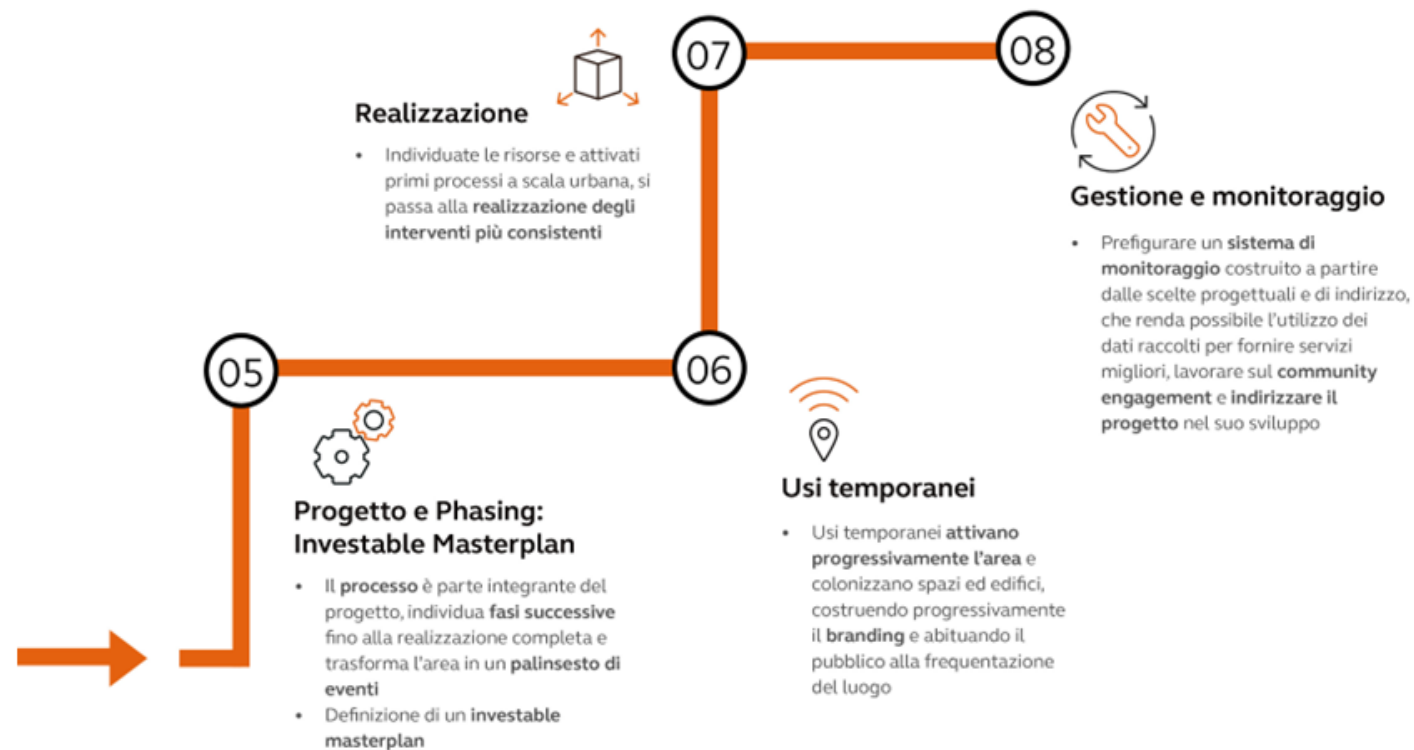 05
Progetto e Phasing:
Investable Masterplan
• Il processo è parte integrante del
progetto, individua fasi successive
fino alla realizzazione completa e
trasforma l'area in un palinsesto di
eventi
• Definizione di un investable
masterplan
06
Usi temporanei
• Usi temporanei attivano
progressivamente l'area e
colonizzano spazi ed edifici,
costruendo progressivamente
il branding e abituando il
pubblico alla frequentazione
del luogo
07
Realizzazione
• Individuate le risorse e attivati
primi processi a scala urbana, si
passa alla realizzazione degli
interventi più consistenti
08
Gestione e monitoraggio
• Prefigurare un sistema di
monitoraggio costruito a partire
dalle scelte progettuali e di indirizzo,
che renda possibile l'utilizzo dei
dati raccolti per fornire servizi
migliori, lavorare sul community
engagement e indirizzare il
progetto nel suo sviluppo